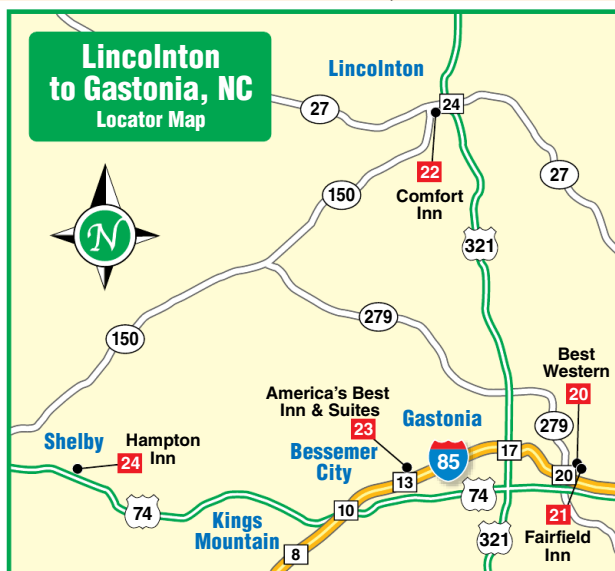 Lincolnton
to Gastonia, NC
Locator Map
Lincolnton
27
24
22
Comfort
Inn
27
150
N
321
279
150
Best
Western
20
America's Best
Inn & Suites
23
Gastonia
279
Shelby
Hampton
Inn
24
Bessemer
City
85
17
13
20
74
74
10
21
Fairfield
Inn
Kings
Mountain
321
8